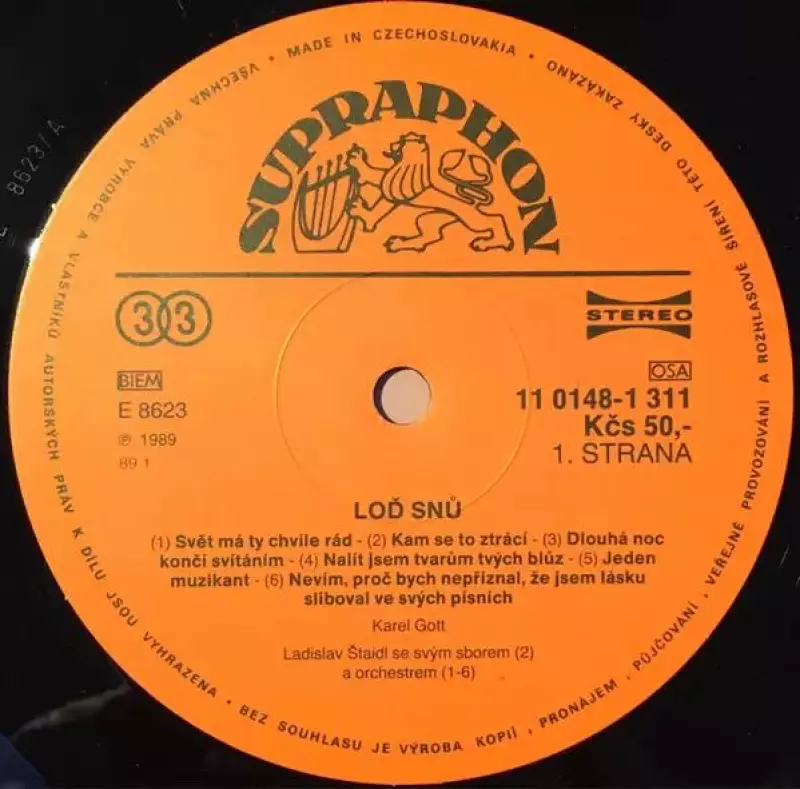 VŠECHNA PRÁVA VÝROBCE A VLASTNÍKŮ AUTORSKÝCH PRÁV K DÍLU JSOU VYHRAZENA • BEZ SOUHLASU JE VÝROBA KOPIÍ, PRONÁJEM, PŮJČOVÁNÍ, VEŘEJNÉ PROVOZOVÁNÍ A ROZHLASOVÉ ŠÍŘENÍ TÉTO DESKY ZAKÁZÁNO • MADE IN CZECHOSLOVAKIA •
E 8623/A
SUPRAPHON
33
STEREO
BIEM
OSA
E 8623
11 0148-1 311
Kčs 50,-
℗ 1989
1. STRANA
89 1
LOĎ SNŮ
(1) Svět má ty chvíle rád - (2) Kam se to ztrácí - (3) Dlouhá noc
končí svítáním - (4) Nalít jsem tvarům tvých blůz - (5) Jeden
muzikant - (6) Nevím, proč bych nepřiznal, že jsem lásku
sliboval ve svých písních
Karel Gott
Ladislav Štaidl se svým sborem (2)
a orchestrem (1-6)